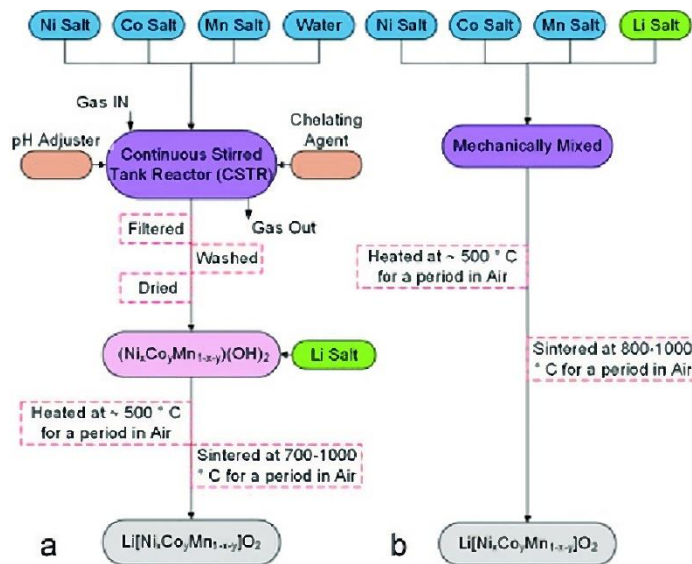 Ni Salt
Co Salt
Mn Salt
Water
Gas IN
pH Adjuster
Chelating
Agent
Continuous Stirred
Tank Reactor (CSTR)
Gas Out
Filtered
Washed
Dried
(NiₓCoᵧMn₁₋ₓ₋ᵧ)(OH)₂
Li Salt
Heated at ~ 500 ° C
for a period in Air
Sintered at 700-1000
° C for a period in Air
a
Li[NiₓCoᵧMn₁₋ₓ₋ᵧ]O₂
Ni Salt
Co Salt
Mn Salt
Li Salt
Mechanically Mixed
Heated at ~ 500 ° C
for a period in Air
Sintered at 800-1000
° C for a period in Air
b
Li[NiₓCoᵧMn₁₋ₓ₋ᵧ]O₂